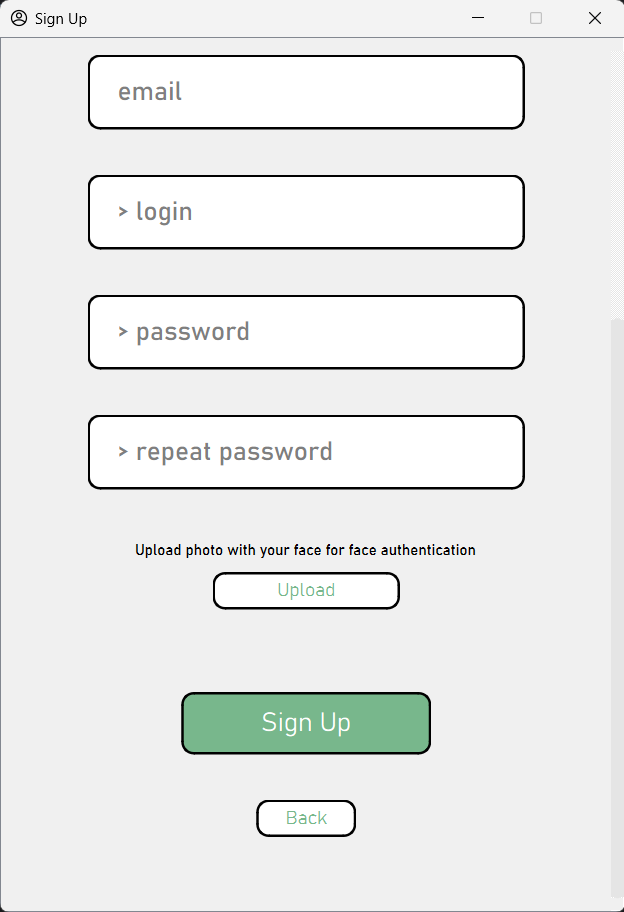 Sign Up
email
> login
> password
> repeat password
Upload photo with your face for face authentication
Upload
Sign Up
Back